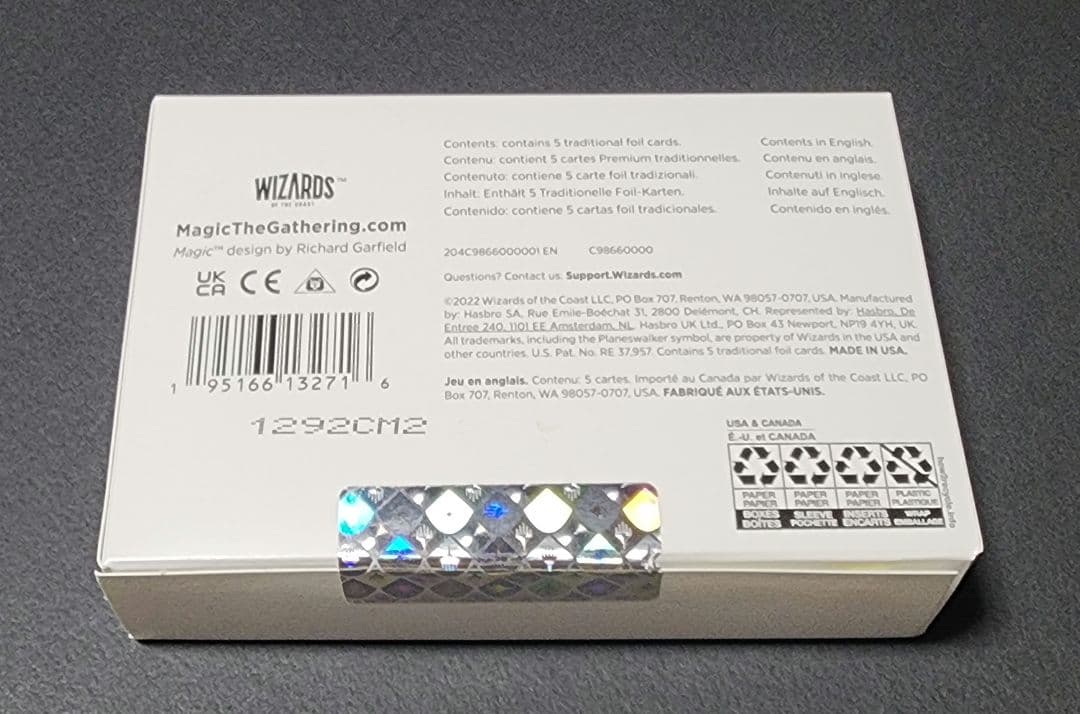 WIZARDS™
OF THE COAST
MagicTheGathering.com
Magic™ design by Richard Garfield
UK
CA CE
1 95166 13271 6
1292CM2
Contents: contains 5 traditional foil cards.
Contenu: contient 5 cartes Premium traditionnelles.
Contenuto: contiene 5 carte foil tradizionali.
Inhalt: Enthält 5 Traditionelle Foil-Karten.
Contenido: contiene 5 cartas foil tradicionales.
Contents in English.
Contenu en anglais.
Contenuti in inglese.
Inhalte auf Englisch.
Contenido en inglés.
204C9866000001 EN C98660000
Questions? Contact us: Support.Wizards.com
©2022 Wizards of the Coast LLC, PO Box 707, Renton, WA 98057-0707, USA. Manufactured
by: Hasbro SA, Rue Emile-Boéchat 31, 2800 Delémont, CH. Represented by: Hasbro, De
Entree 240, 1101 EE Amsterdam, NL. Hasbro UK Ltd., PO Box 43 Newport, NP19 4YH, UK.
All trademarks, including the Planeswalker symbol, are property of Wizards in the USA and
other countries. U.S. Pat. No. RE 37,957. Contains 5 traditional foil cards. MADE IN USA.
Jeu en anglais. Contenu: 5 cartes. Importé au Canada par Wizards of the Coast LLC, PO
Box 707, Renton, WA 98057-0707, USA. FABRIQUÉ AUX ÉTATS-UNIS.
USA & CANADA
É.-U. et CANADA
PAPER PAPER PAPER PLASTIC
PAPIER PAPIER PAPIER PLASTIQUE
BOXES SLEEVE INSERTS WRAP
BOÎTES POCHETTE ENCARTS EMBALLAGE
how2recycle.info